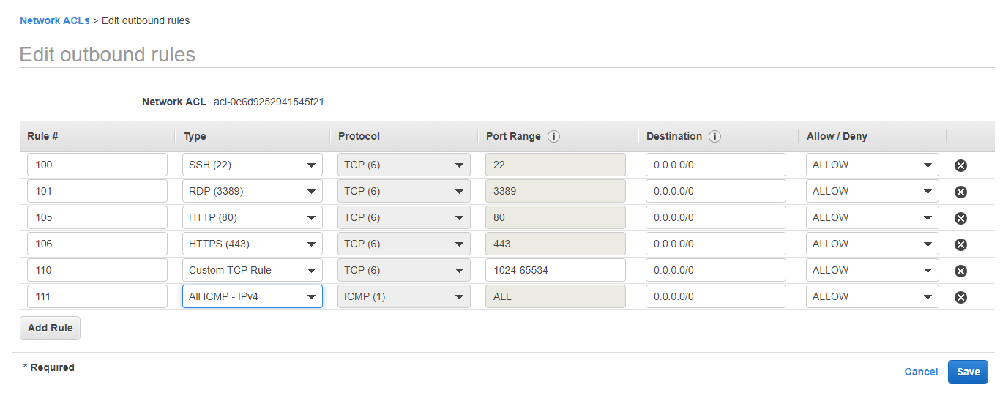 Network ACLs > Edit outbound rules
Edit outbound rules
Network ACL acl-0e6d9252941545f21
Rule # Type Protocol Port Range i Destination i Allow / Deny
100 SSH (22) TCP (6) 22 0.0.0.0/0 ALLOW
101 RDP (3389) TCP (6) 3389 0.0.0.0/0 ALLOW
105 HTTP (80) TCP (6) 80 0.0.0.0/0 ALLOW
106 HTTPS (443) TCP (6) 443 0.0.0.0/0 ALLOW
110 Custom TCP Rule TCP (6) 1024-65534 0.0.0.0/0 ALLOW
111 All ICMP - IPv4 ICMP (1) ALL 0.0.0.0/0 ALLOW
Add Rule
* Required
Cancel Save